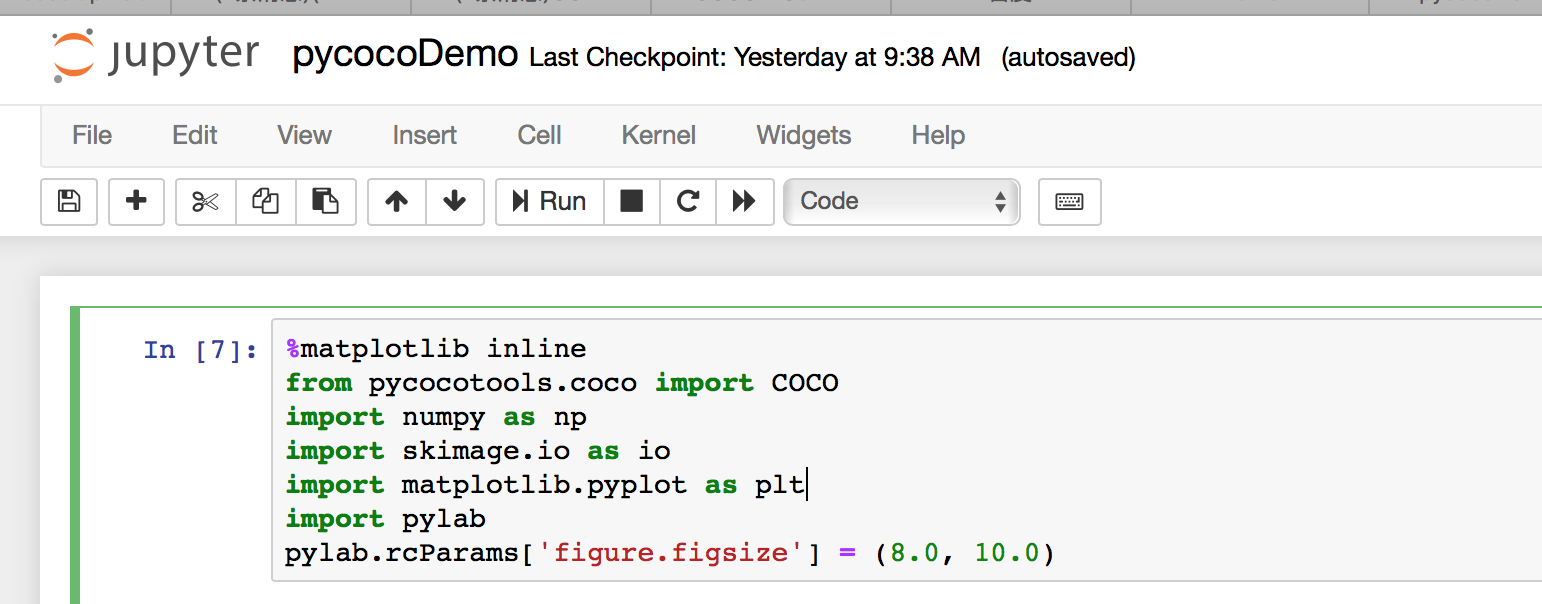 jupyter pycocoDemo Last Checkpoint: Yesterday at 9:38 AM (autosaved)
File Edit View Insert Cell Kernel Widgets Help
Run Code
In [7]: %matplotlib inline
from pycocotools.coco import COCO
import numpy as np
import skimage.io as io
import matplotlib.pyplot as plt
import pylab
pylab.rcParams['figure.figsize'] = (8.0, 10.0)